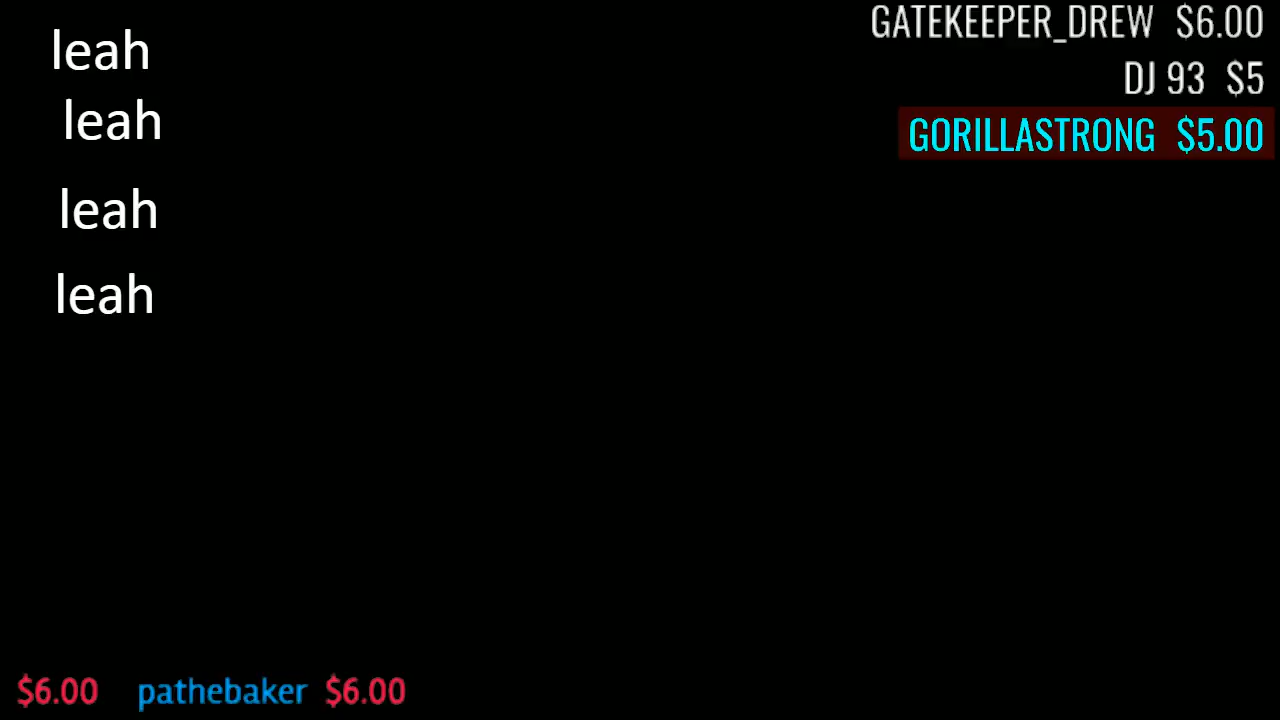 leah
leah
leah
leah
GATEKEEPER_DREW $6.00
DJ 93 $5
GORILLASTRONG $5.00
$6.00 pathebaker $6.00